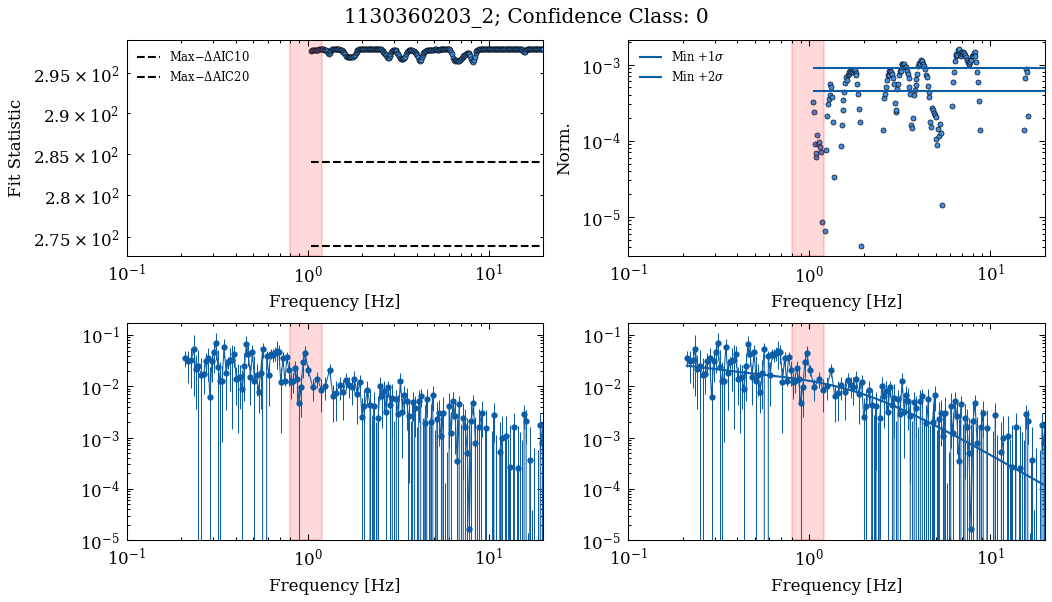 1130360203_2; Confidence Class: 0
Fit Statistic
2.95 × 10²
2.9 × 10²
2.85 × 10²
2.8 × 10²
2.75 × 10²
Max−ΔAIC10
Max−ΔAIC20
10⁻¹ 10⁰ 10¹
Frequency [Hz]
Norm.
10⁻³
10⁻⁴
10⁻⁵
Min +1σ
Min +2σ
10⁻¹ 10⁰ 10¹
Frequency [Hz]
10⁻¹
10⁻²
10⁻³
10⁻⁴
10⁻⁵
10⁻¹ 10⁰ 10¹
Frequency [Hz]
10⁻¹
10⁻²
10⁻³
10⁻⁴
10⁻⁵
10⁻¹ 10⁰ 10¹
Frequency [Hz]